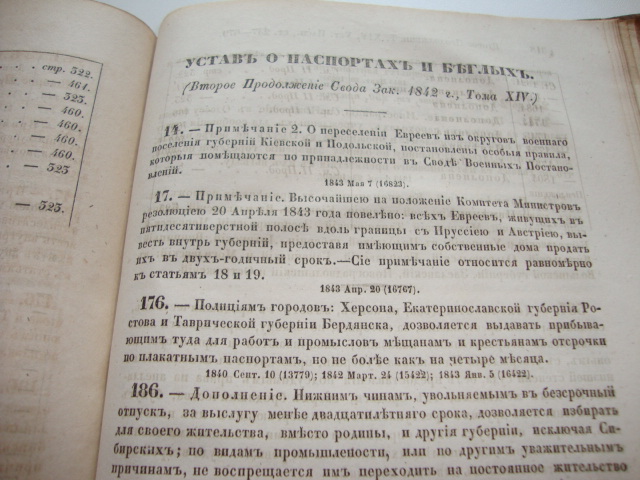 стр. 522.
— 461.
— 523.
— 460.
— 460.
— 460.
— 460.
— 523
— 523.
УСТАВЪ О ПАСПОРТАХЪ И БѢГЛЫХЪ.
(Второе Продолженіе Свода Зак. 1842 г., Тома XIV.)
14. — Примѣчаніе 2. О переселеніи Евреевъ изъ округовъ военнаго
поселенія губерній Кіевской и Подольской, постановлены особыя правила,
которыя помѣщаются по принадлежности въ Сводѣ Военныхъ Постано-
вленій.
1843 Мая 7 (16823).
17. — Примѣчаніе. Высочайшею на положеніе Комитета Министровъ
резолюціею 20 Апрѣля 1843 года повелѣно: всѣхъ Евреевъ, живущихъ въ
пятидесятиверстной полосѣ вдоль границы съ Пруссіею и Австріею, вы-
весть внутрь губерній, предоставя имѣющимъ собственные дома продать
ихъ въ двухъ-годичный срокъ.—Сіе примѣчаніе относится равномѣрно
къ статьямъ 18 и 19.
1843 Апр. 20 (16767).
176. — Полиціямъ городовъ: Херсона, Екатеринославской губерніи Ро-
стова и Таврической губерніи Бердянска, дозволяется выдавать прибываю-
ющимъ туда для работъ и промысловъ мѣщанамъ и крестьянамъ отсрочки
по плакатнымъ паспортамъ, но не болѣе какъ на четыре мѣсяца.
1840 Сент. 10 (13779); 1842 Март. 24 (15422); 1843 Янв. 5 (16422).
186. — Дополненіе. Нижнимъ чинамъ, увольняемымъ въ безсрочный
отпускъ, за выслугу менѣе двадцатилѣтняго срока, дозволяется избирать
для своего жительства, вмѣсто родины, и другія губерніи, исключая Си-
бирскихъ; по видамъ промышлености, или по другимъ уважительнымъ
причинамъ, не воспрещается имъ переходить на постоянное жительство